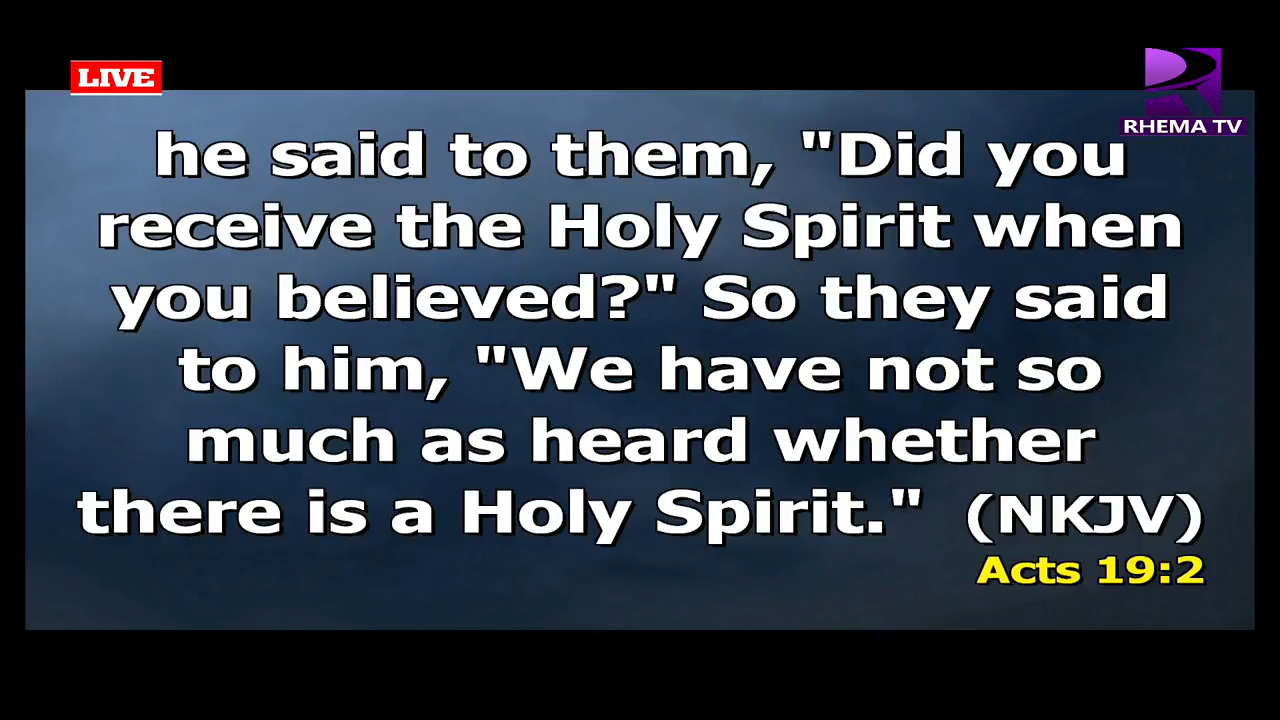 LIVE
RHEMA TV
he said to them, "Did you
receive the Holy Spirit when
you believed?" So they said
to him, "We have not so
much as heard whether
there is a Holy Spirit." (NKJV)
Acts 19:2